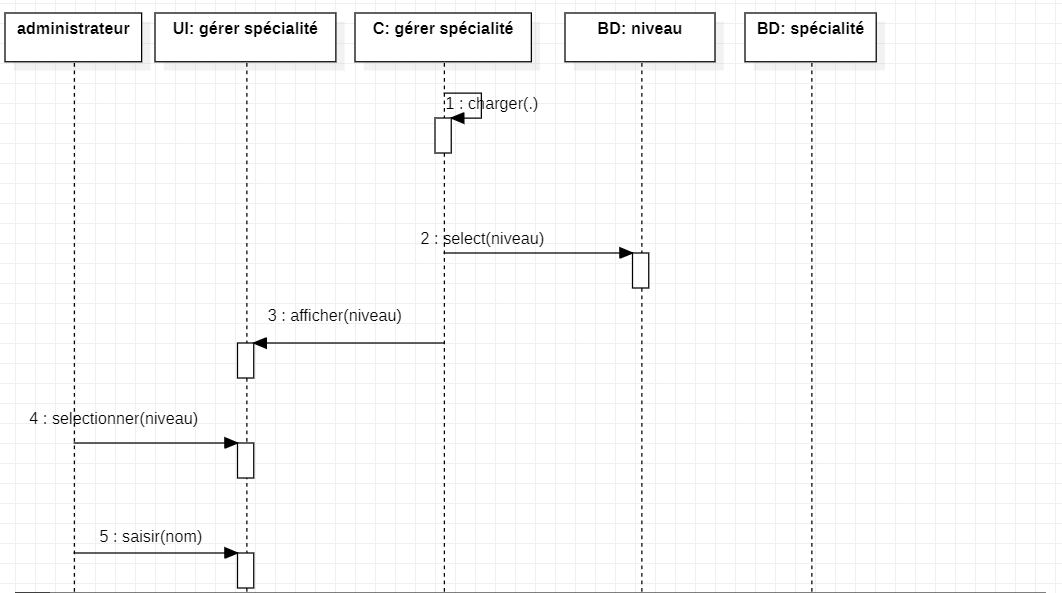 administrateur
UI: gérer spécialité
C: gérer spécialité
BD: niveau
BD: spécialité
1 : charger(.)
2 : select(niveau)
3 : afficher(niveau)
4 : selectionner(niveau)
5 : saisir(nom)